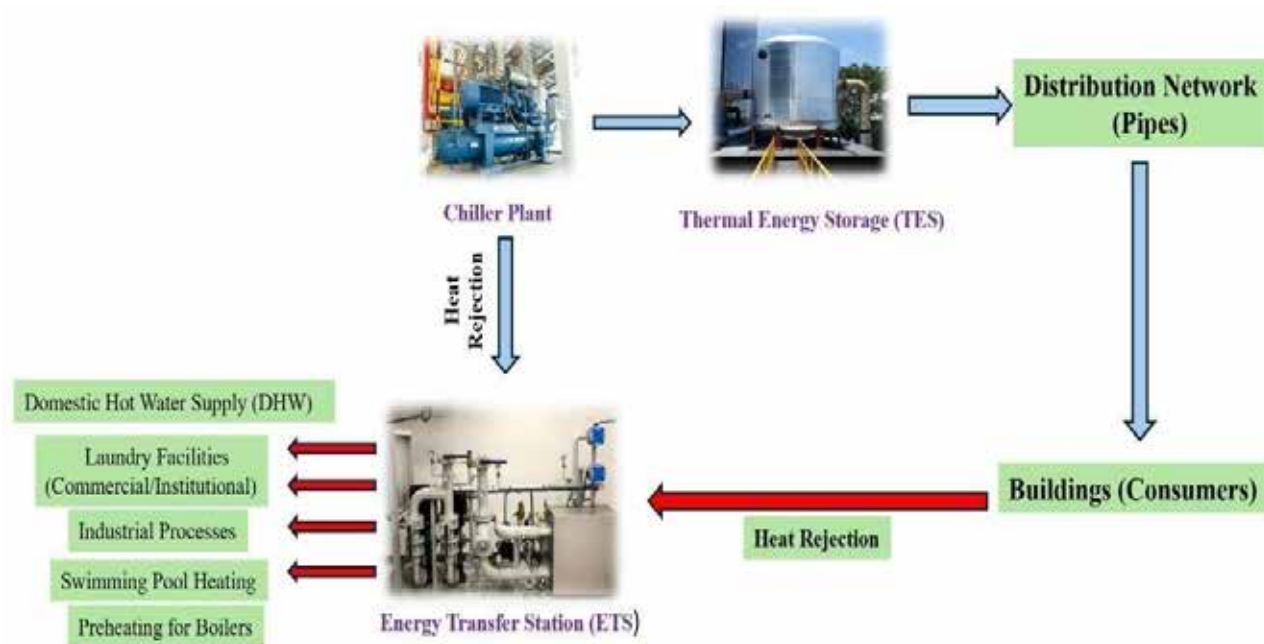 Distribution Network
(Pipes)
Chiller Plant
Thermal Energy Storage (TES)
Heat
Rejection
Domestic Hot Water Supply (DHW)
Laundry Facilities
(Commercial/Institutional)
Industrial Processes
Swimming Pool Heating
Preheating for Boilers
Energy Transfer Station (ETS)
Heat Rejection
Buildings (Consumers)